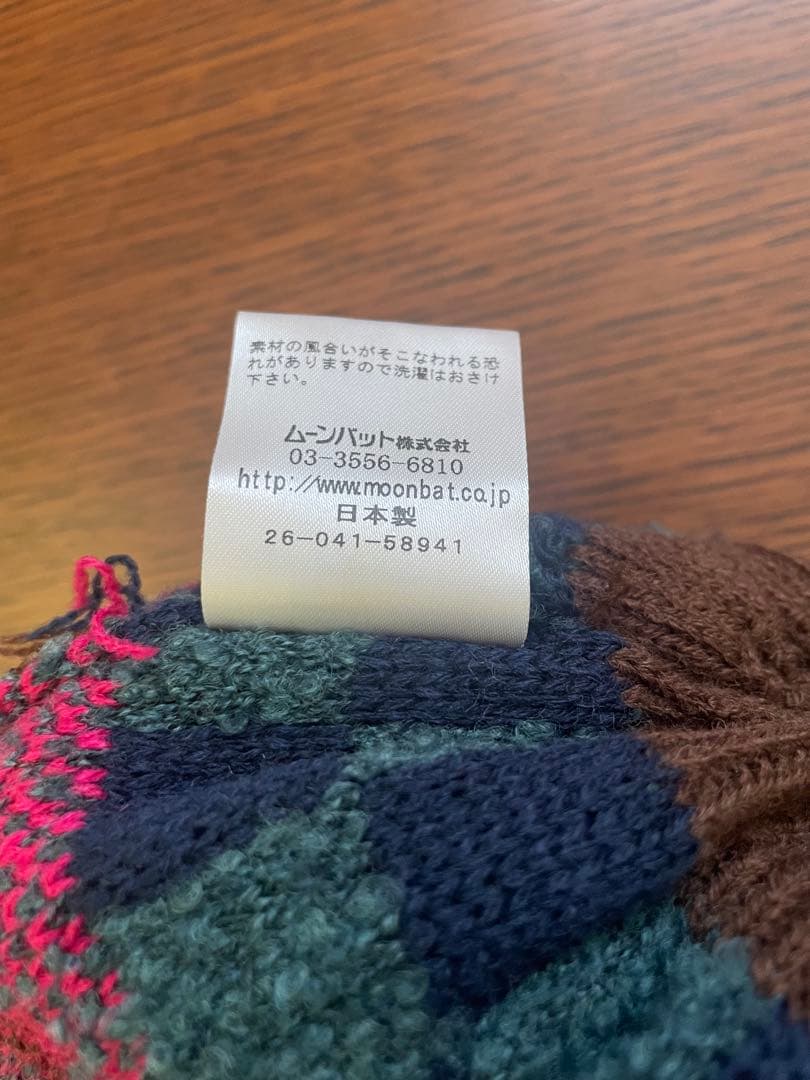 素材の風合いがそこなわれる恐
れがありますので洗濯はおさけ
下さい。
ムーンバット株式会社
03-3556-6810
http://www.moonbat.co.jp
日本製
26-041-58941